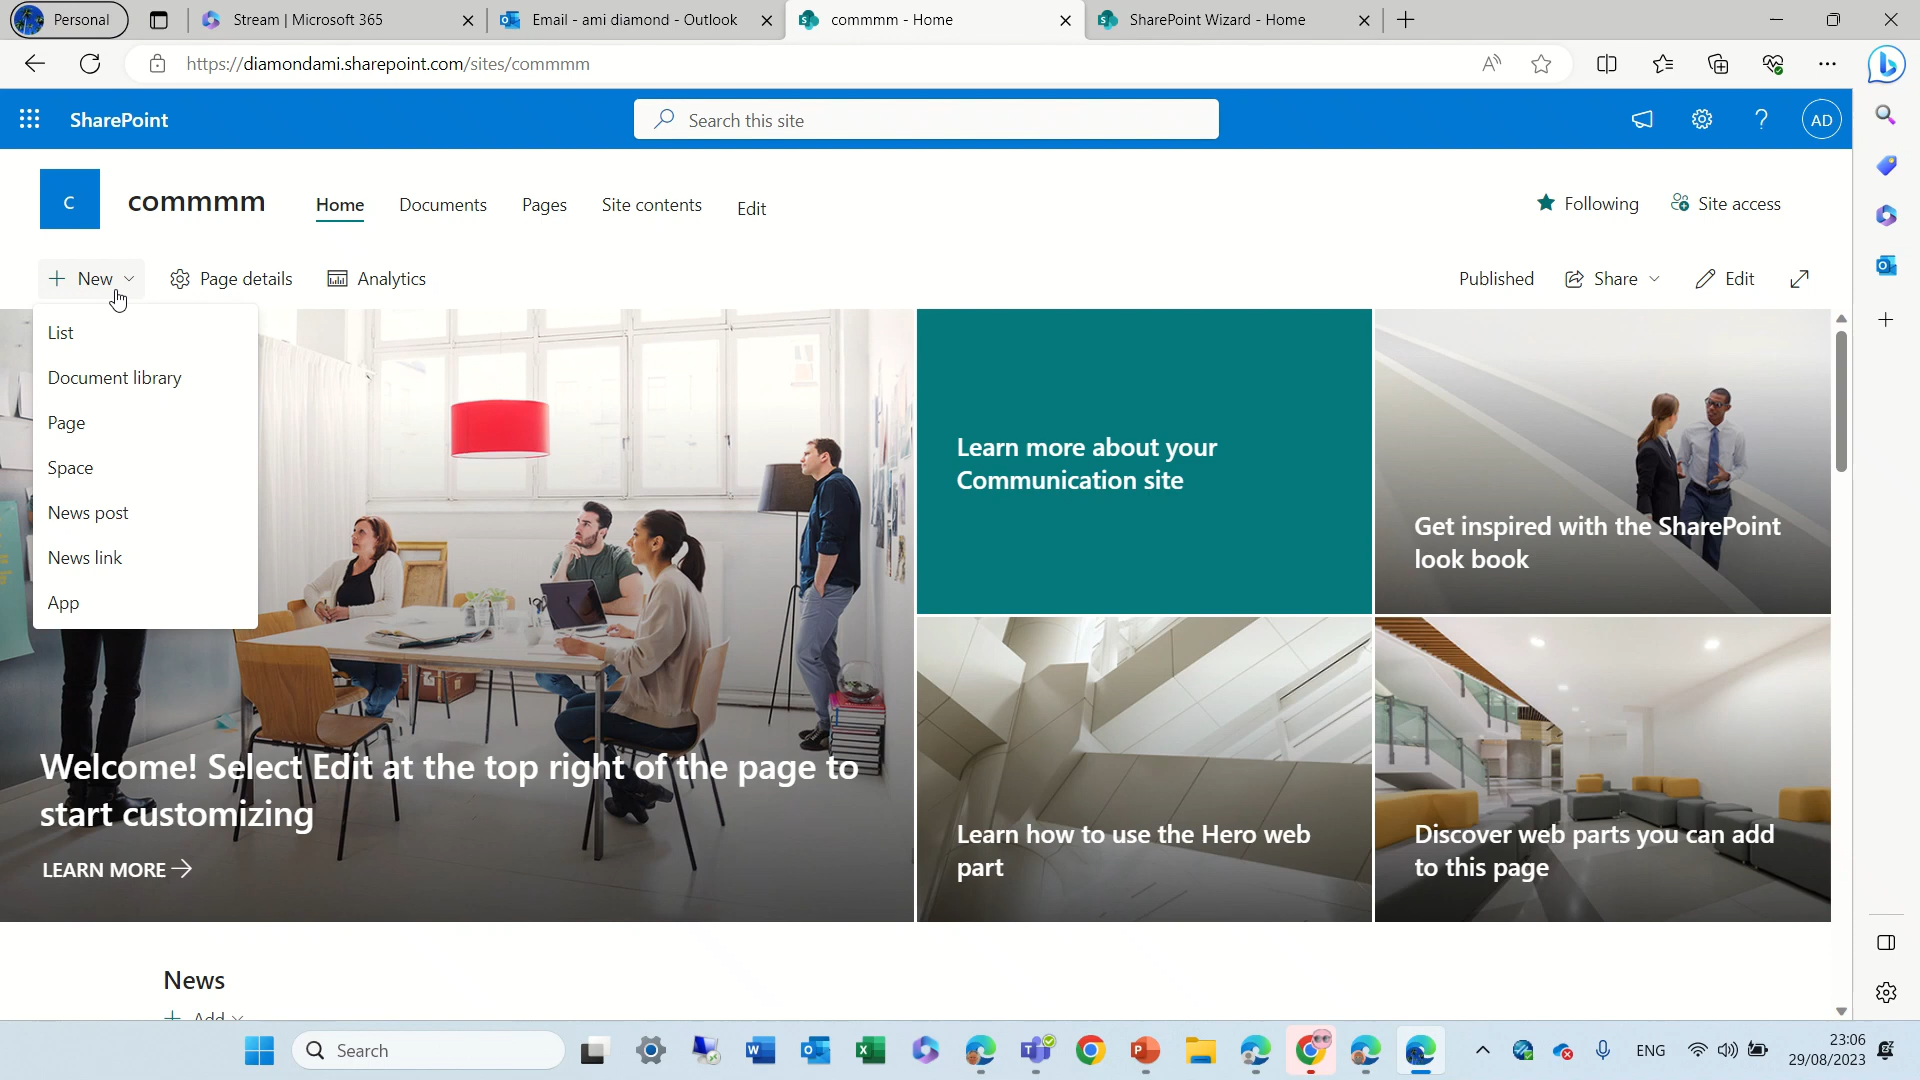 Personal
Stream | Microsoft 365
Email - ami diamond - Outlook
commmm - Home
SharePoint Wizard - Home
https://diamondami.sharepoint.com/sites/commmm
SharePoint
Search this site
AD
C
commmm
Home
Documents
Pages
Site contents
Edit
Following
Site access
New
Page details
Analytics
Published
Share
Edit
List
Document library
Page
Space
News post
News link
App
Welcome! Select Edit at the top right of the page to
start customizing
LEARN MORE
Learn more about your
Communication site
Get inspired with the SharePoint
look book
Learn how to use the Hero web
part
Discover web parts you can add
to this page
News
Add
Search
ENG
23:06
29/08/2023